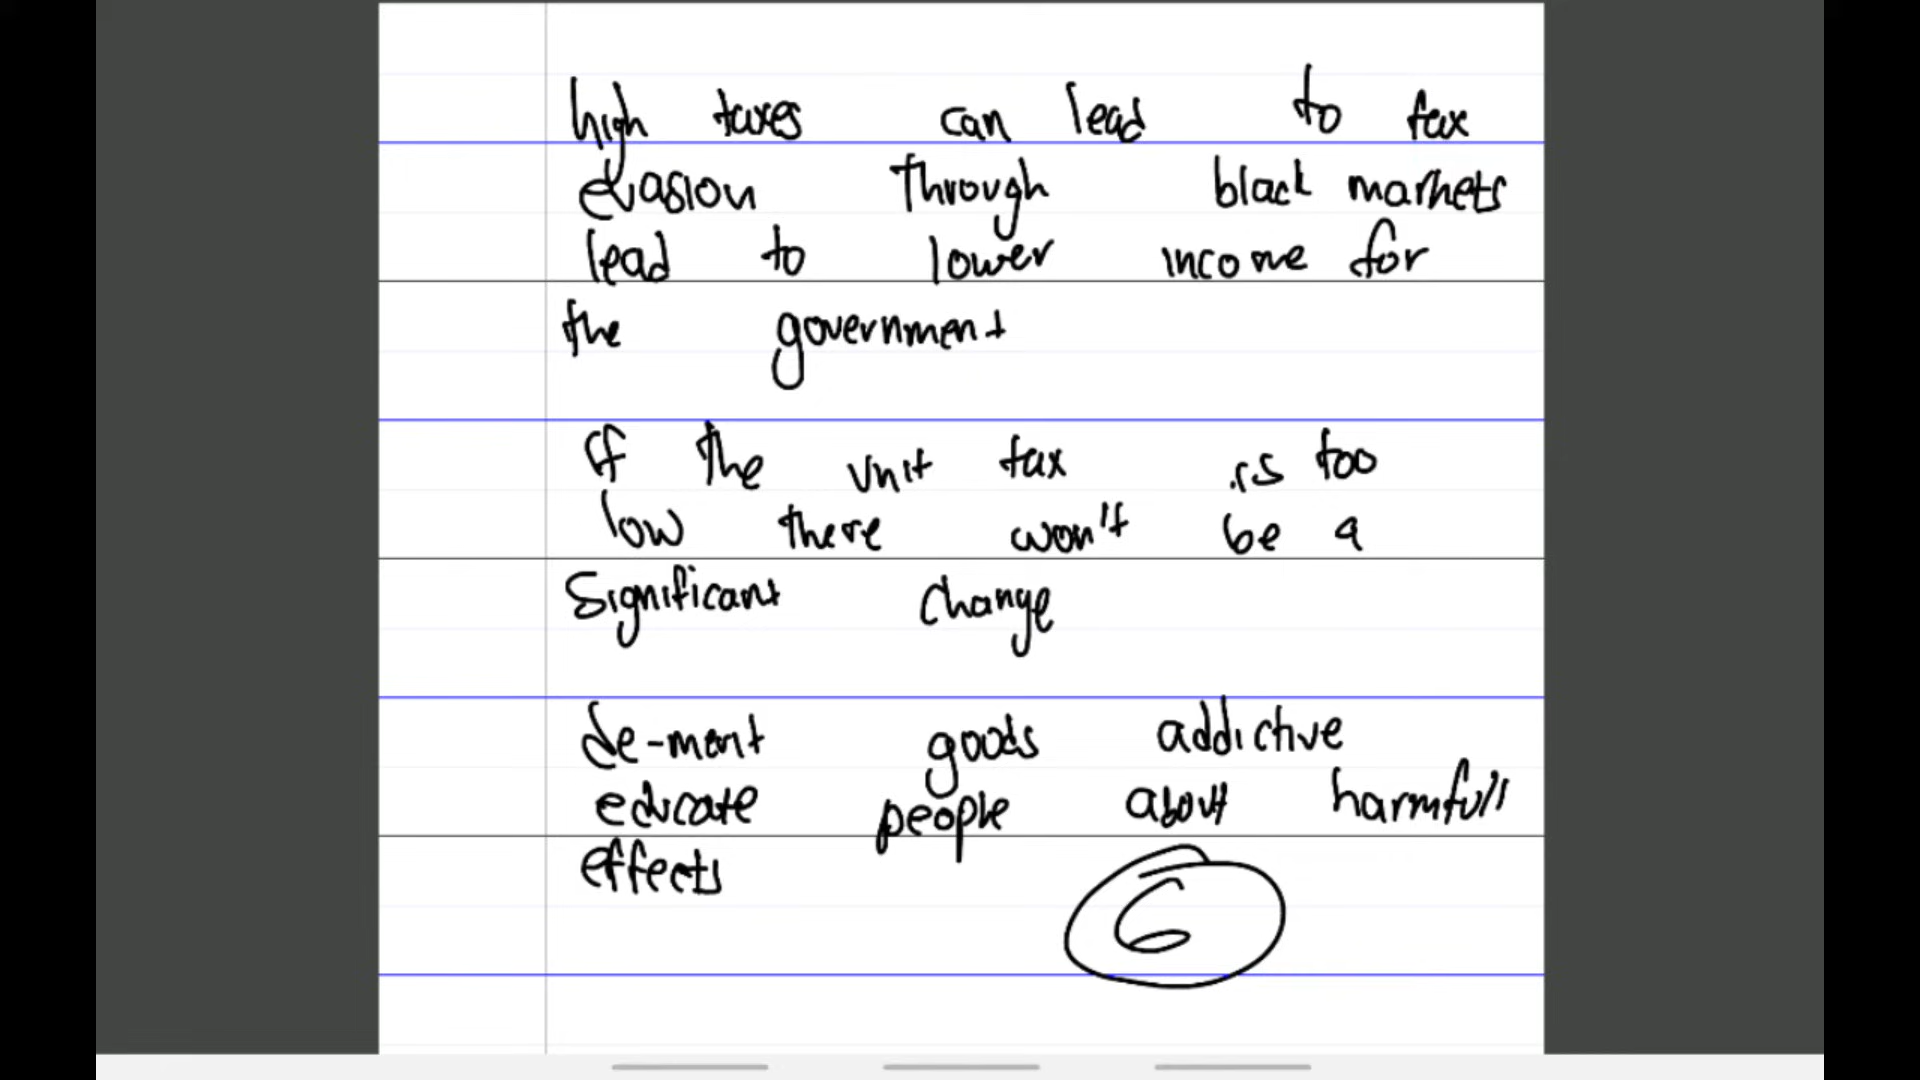 high taxes can lead to tax
evasion through black markets
lead to lower income for
the government
If the unit tax is too
low there won't be a
Significant change
de-merit goods addictive
educate people about harmfull
effects
6